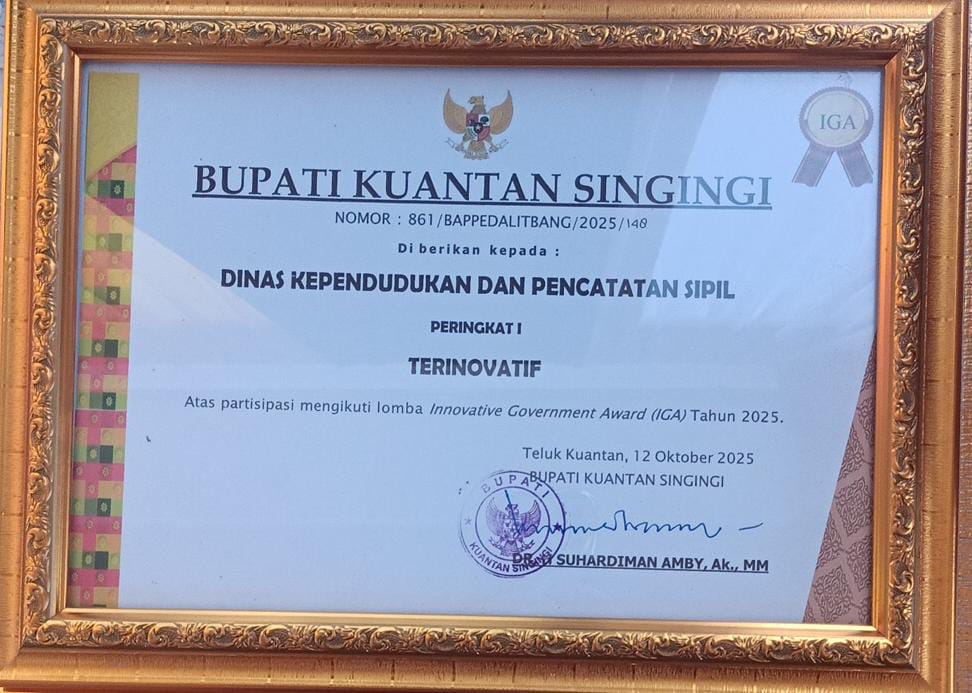 IGA
BUPATI KUANTAN SINGINGI
NOMOR : 861/BAPPEDALITBANG/2025/148
Di berikan kepada :
DINAS KEPENDUDUKAN DAN PENCATATAN SIPIL
PERINGKAT I
TERINOVATIF
Atas partisipasi mengikuti lomba Innovative Government Award (IGA) Tahun 2025.
Teluk Kuantan, 12 Oktober 2025
BUPATI KUANTAN SINGINGI
BUPATI
KUANTAN SINGINGI
DR. H SUHARDIMAN AMBY, Ak., MM